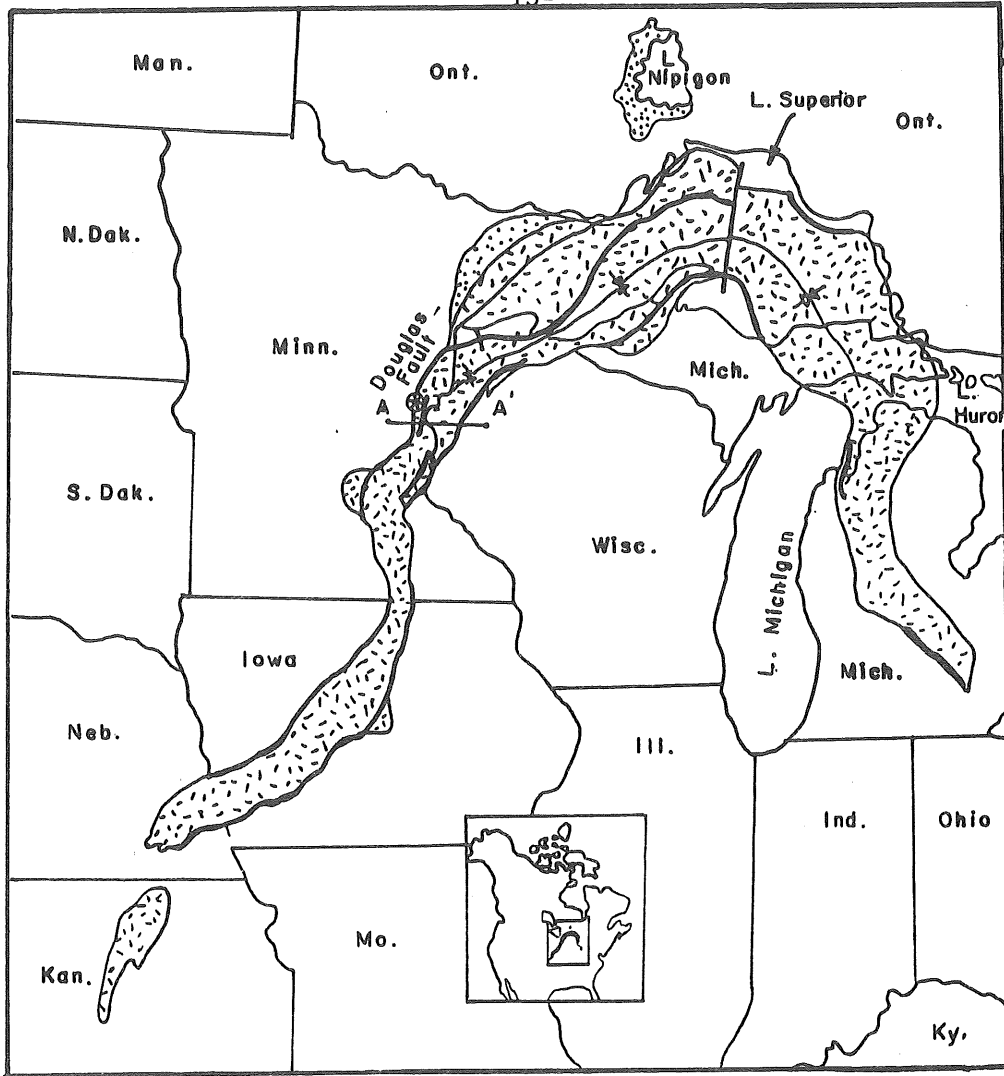 Man.
Ont.
L.
Nipigon
L. Superior
Ont.
N. Dak.
Minn.
Douglas
Fault
Mich.
L.
Huron
A
A'
S. Dak.
Wisc.
L. Michigan
Iowa
Mich.
Neb.
Ill.
Ind.
Ohio
Mo.
Kan.
Ky.